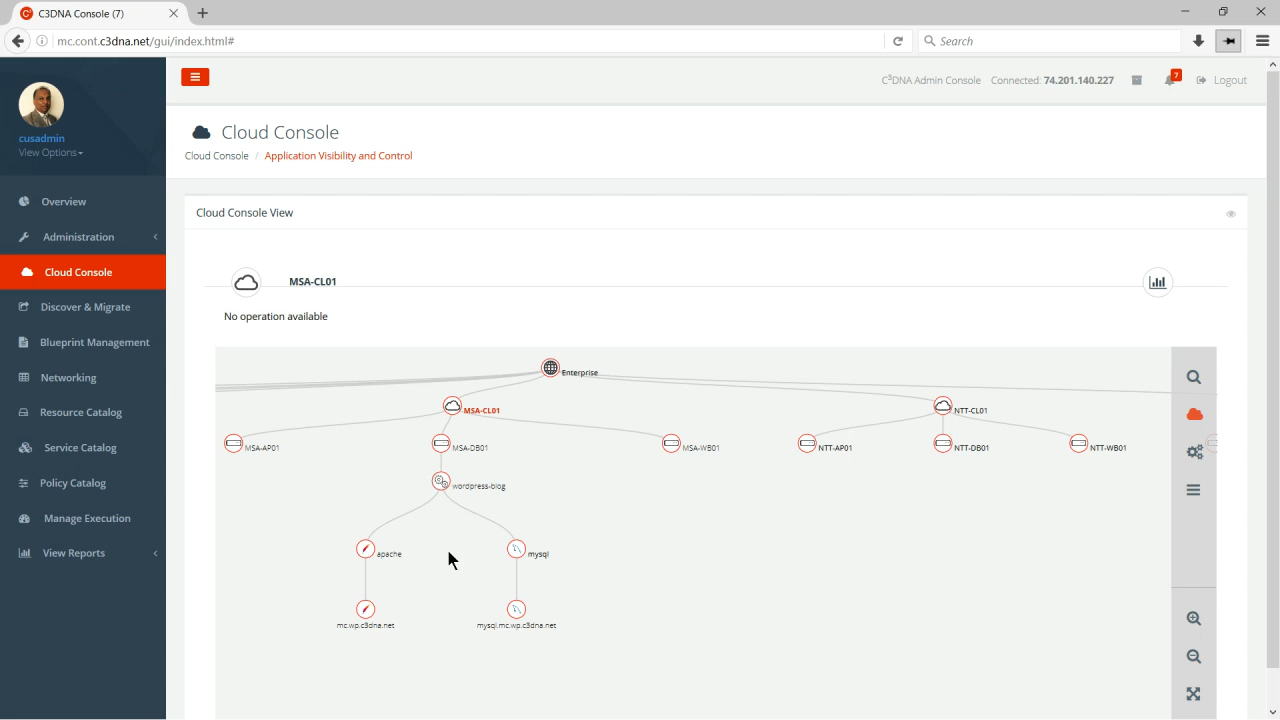 C3DNA Console (7)
mc.cont.c3dna.net/gui/index.html#
Search
cusadmin
View Options
C³DNA Admin Console Connected: 74.201.140.227
7
Logout
Cloud Console
Cloud Console / Application Visibility and Control
Overview
Administration
Cloud Console
Discover & Migrate
Blueprint Management
Networking
Resource Catalog
Service Catalog
Policy Catalog
Manage Execution
View Reports
Cloud Console View
MSA-CL01
No operation available
Enterprise
MSA-CL01
NTT-CL01
MSA-AP01
MSA-DB01
MSA-WB01
NTT-AP01
NTT-DB01
NTT-WB01
wordpress-blog
apache
mysql
mc.wp.c3dna.net
mysql.mc.wp.c3dna.net